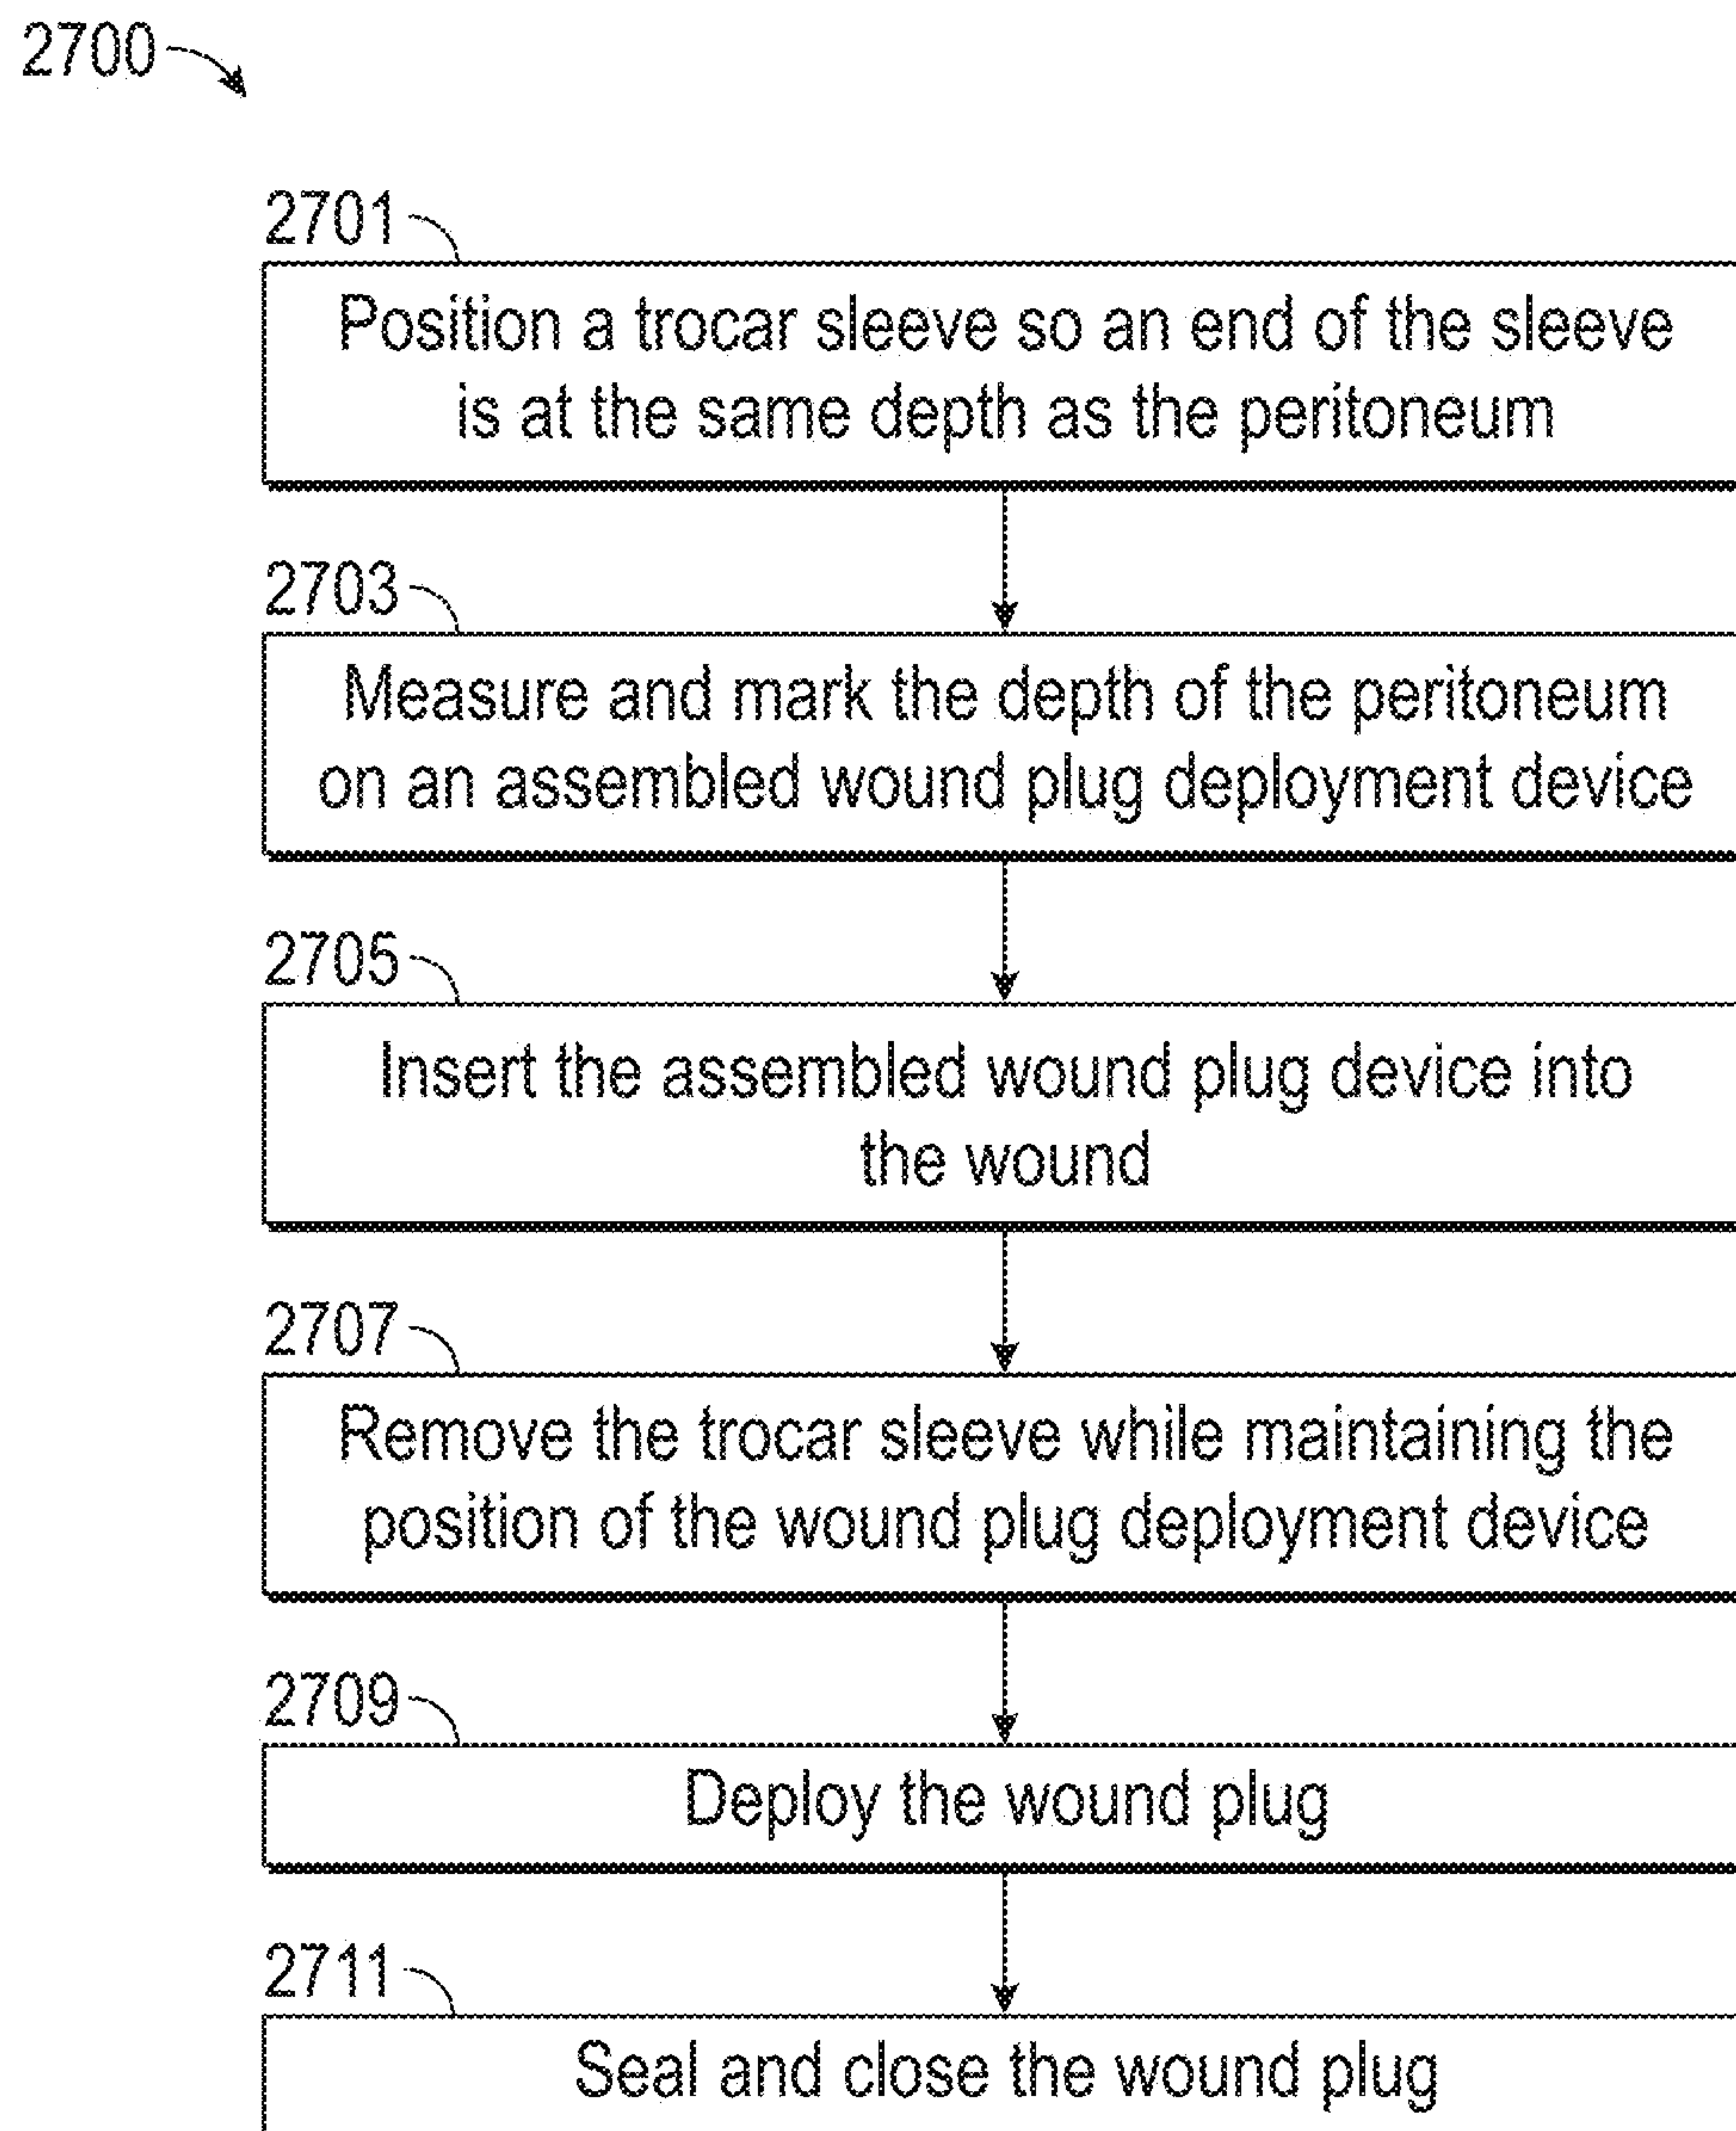 2700
2701
Position a trocar sleeve so an end of the sleeve
is at the same depth as the peritoneum
2703
Measure and mark the depth of the peritoneum
on an assembled wound plug deployment device
2705
Insert the assembled wound plug device into
the wound
2707
Remove the trocar sleeve while maintaining the
position of the wound plug deployment device
2709
Deploy the wound plug
2711
Seal and close the wound plug